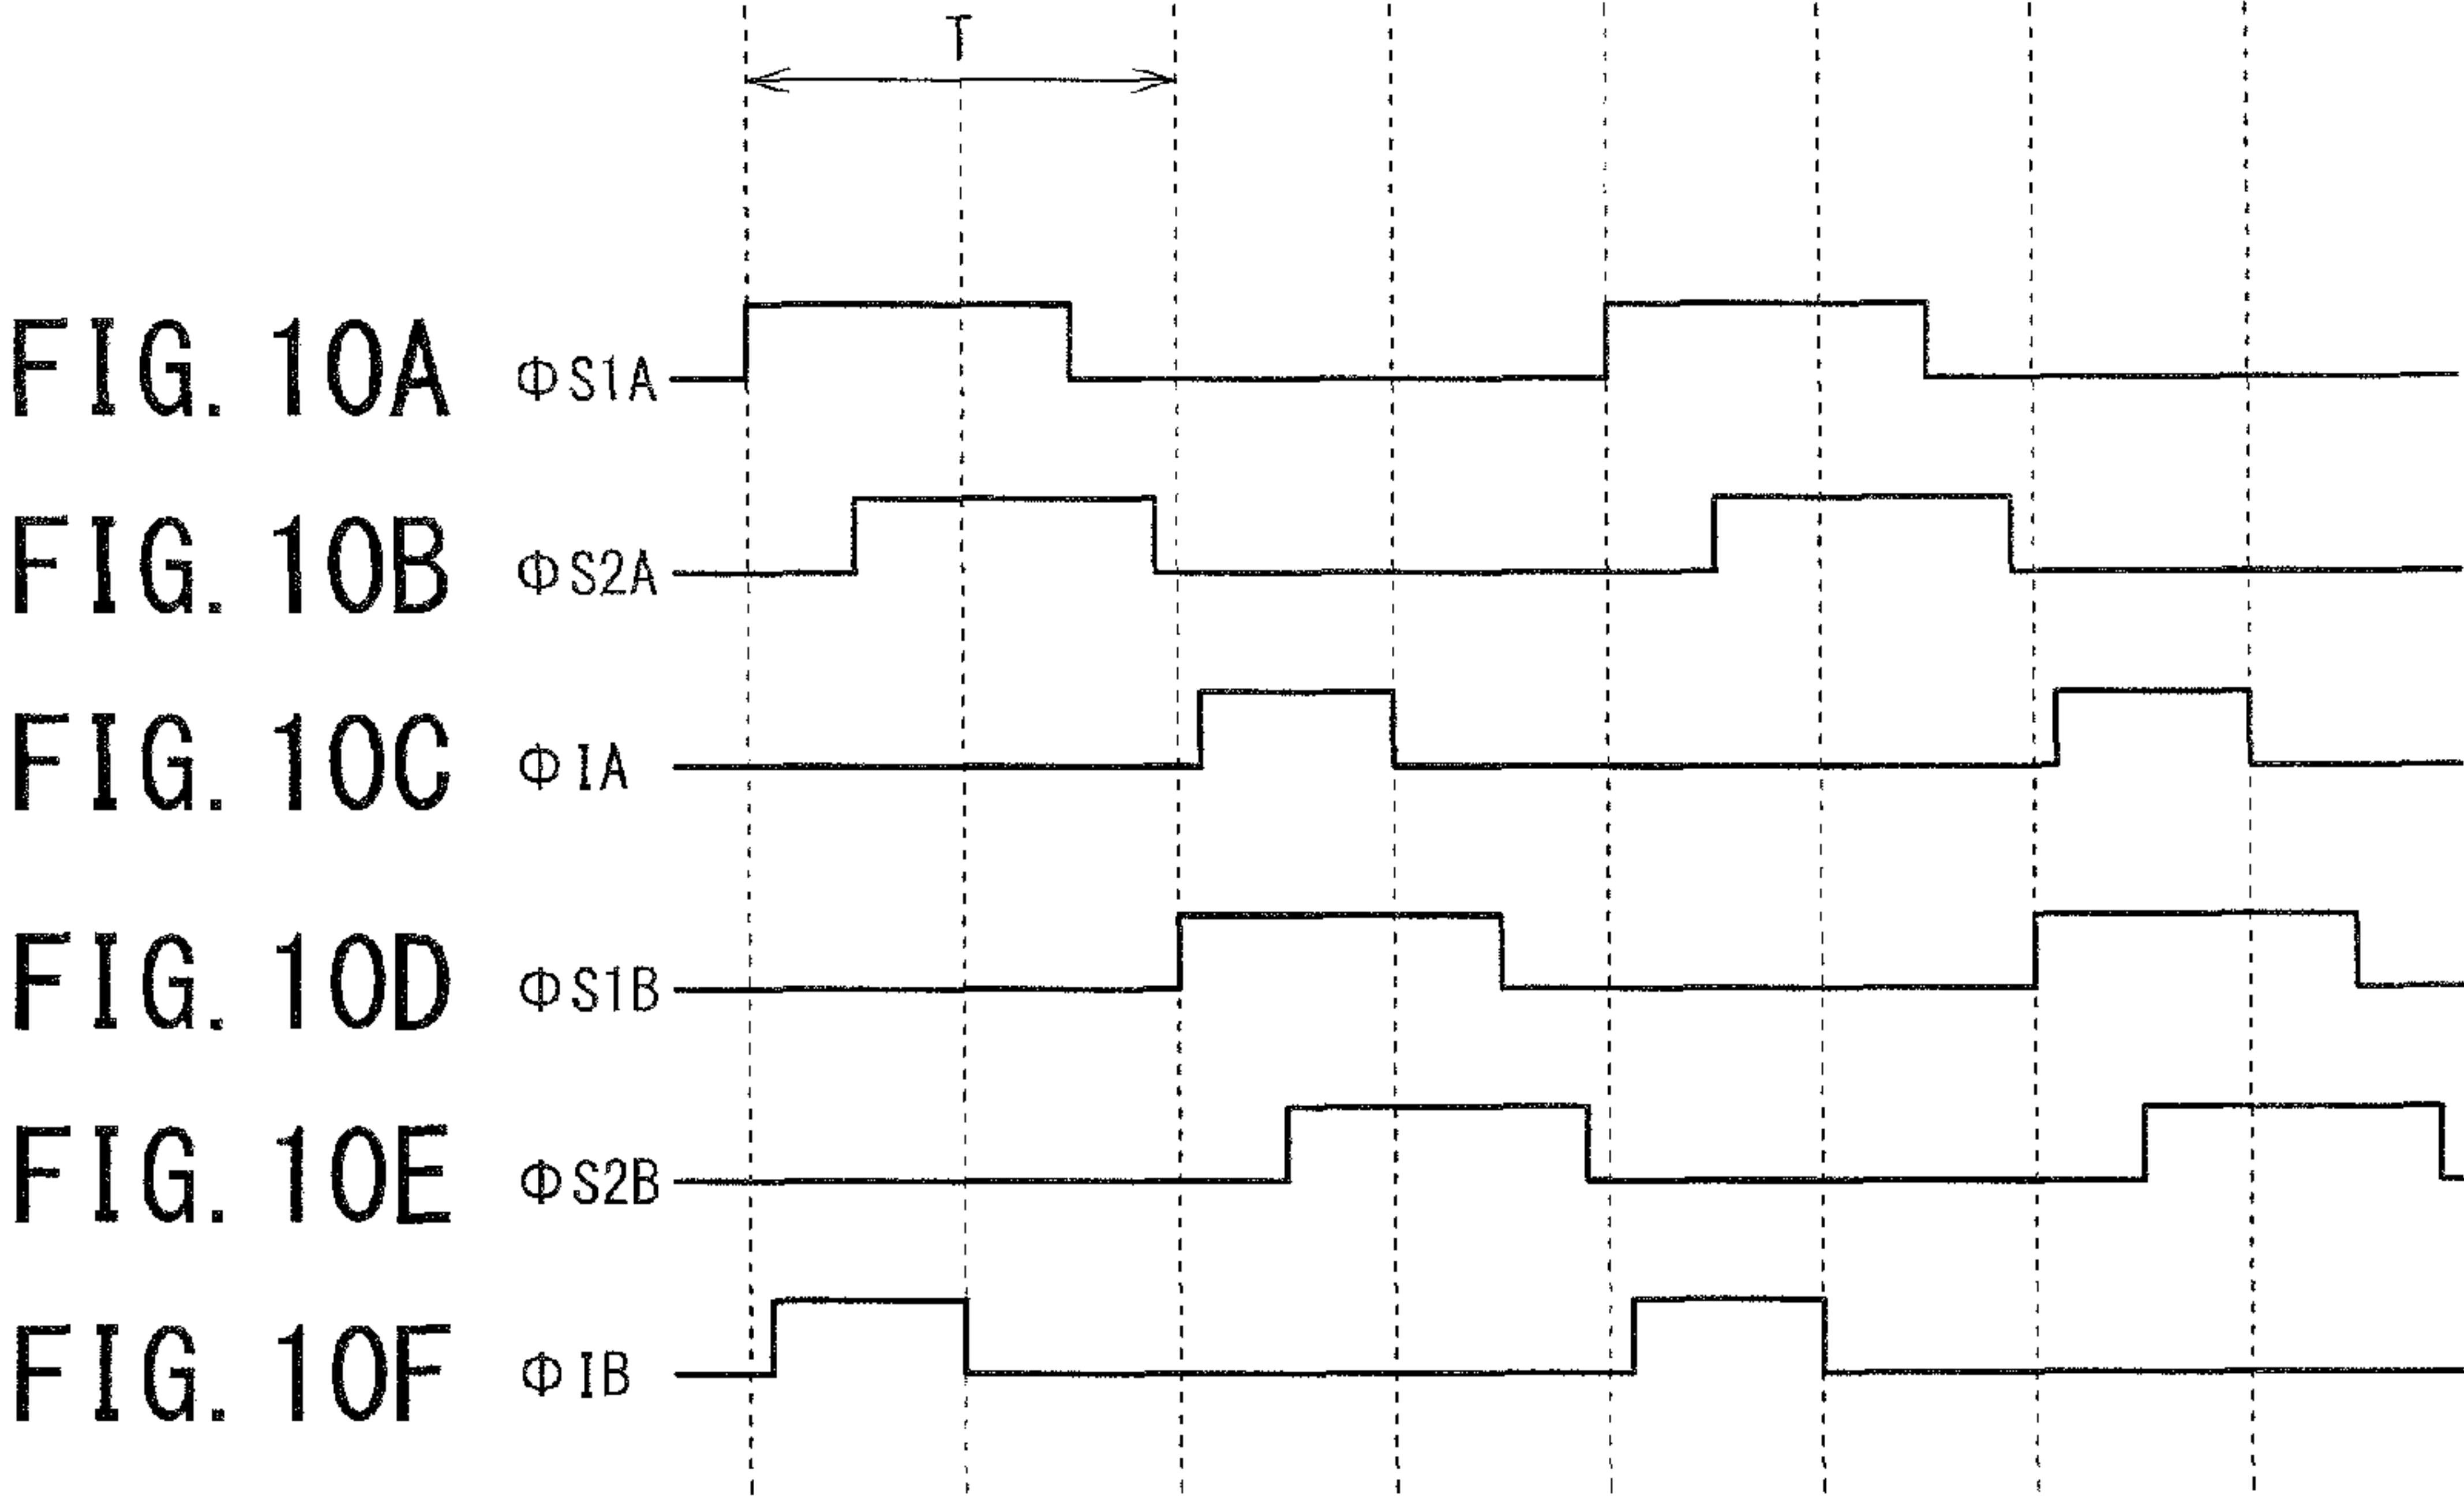 T
FIG. 10A ΦS1A
FIG. 10B ΦS2A
FIG. 10C ΦIA
FIG. 10D ΦS1B
FIG. 10E ΦS2B
FIG. 10F ΦIB